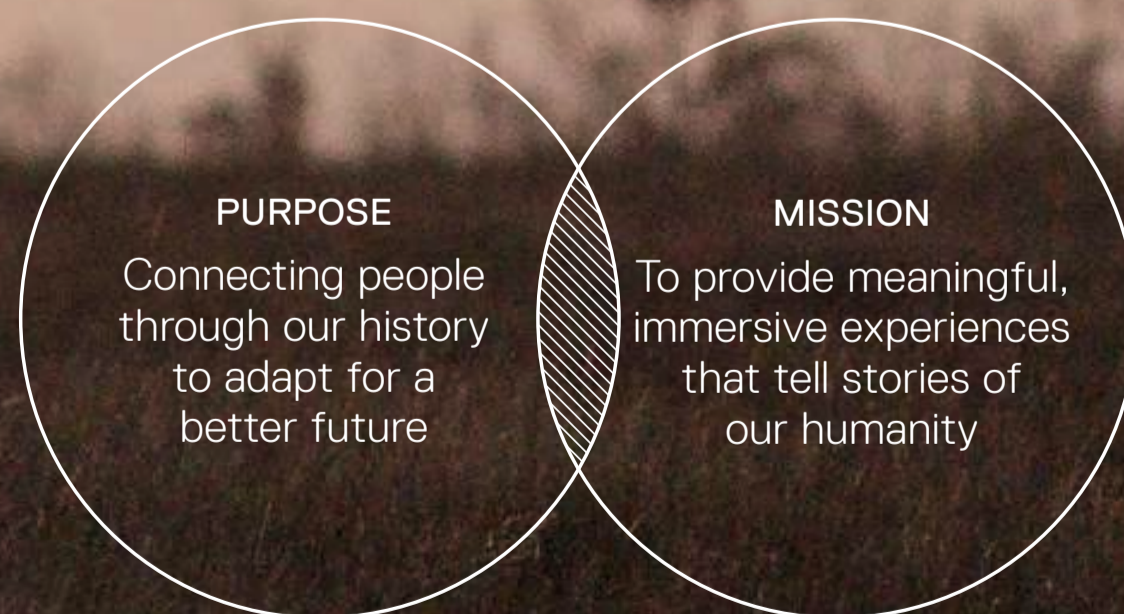 PURPOSE
Connecting people
through our history
to adapt for a
better future
MISSION
To provide meaningful,
immersive experiences
that tell stories of
our humanity